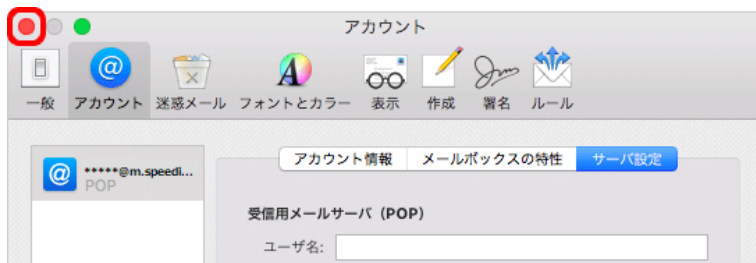 アカウント
一般 アカウント 迷惑メール フォントとカラー 表示 作成 署名 ルール
アカウント情報 メールボックスの特性 サーバ設定
*****@m.speedi...
POP
受信用メールサーバ (POP)
ユーザ名: